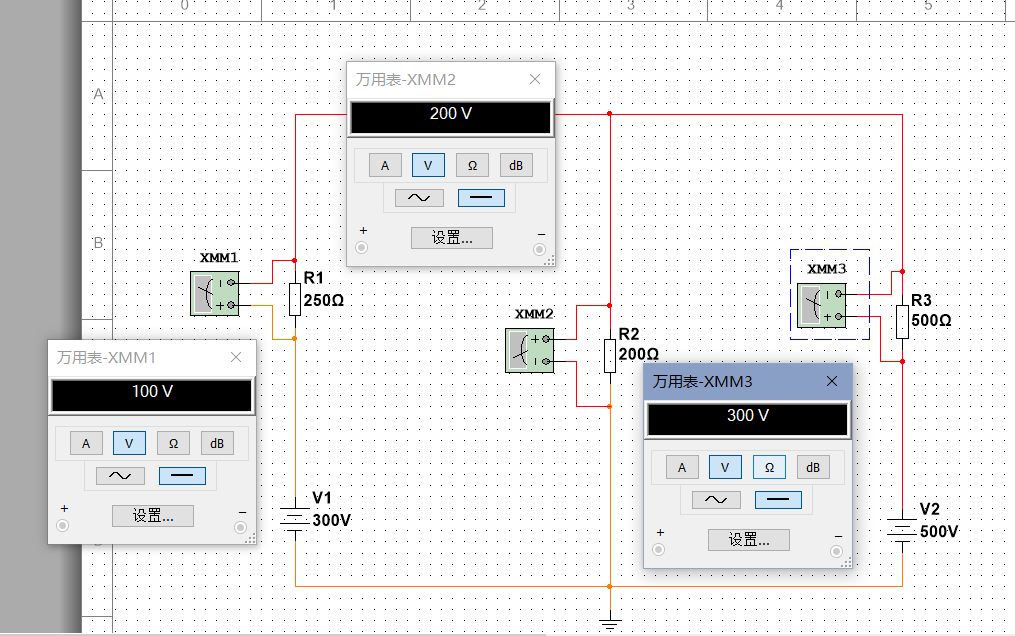 0 1 2 3 4 5
A
万用表-XMM2
200 V
A V Ω dB
设置...
+ −
B
XMM1
R1
250Ω
XMM2
R2
200Ω
XMM3
R3
500Ω
万用表-XMM1
100 V
A V Ω dB
设置...
+ −
万用表-XMM3
300 V
A V Ω dB
设置...
+ −
V1
300V
V2
500V